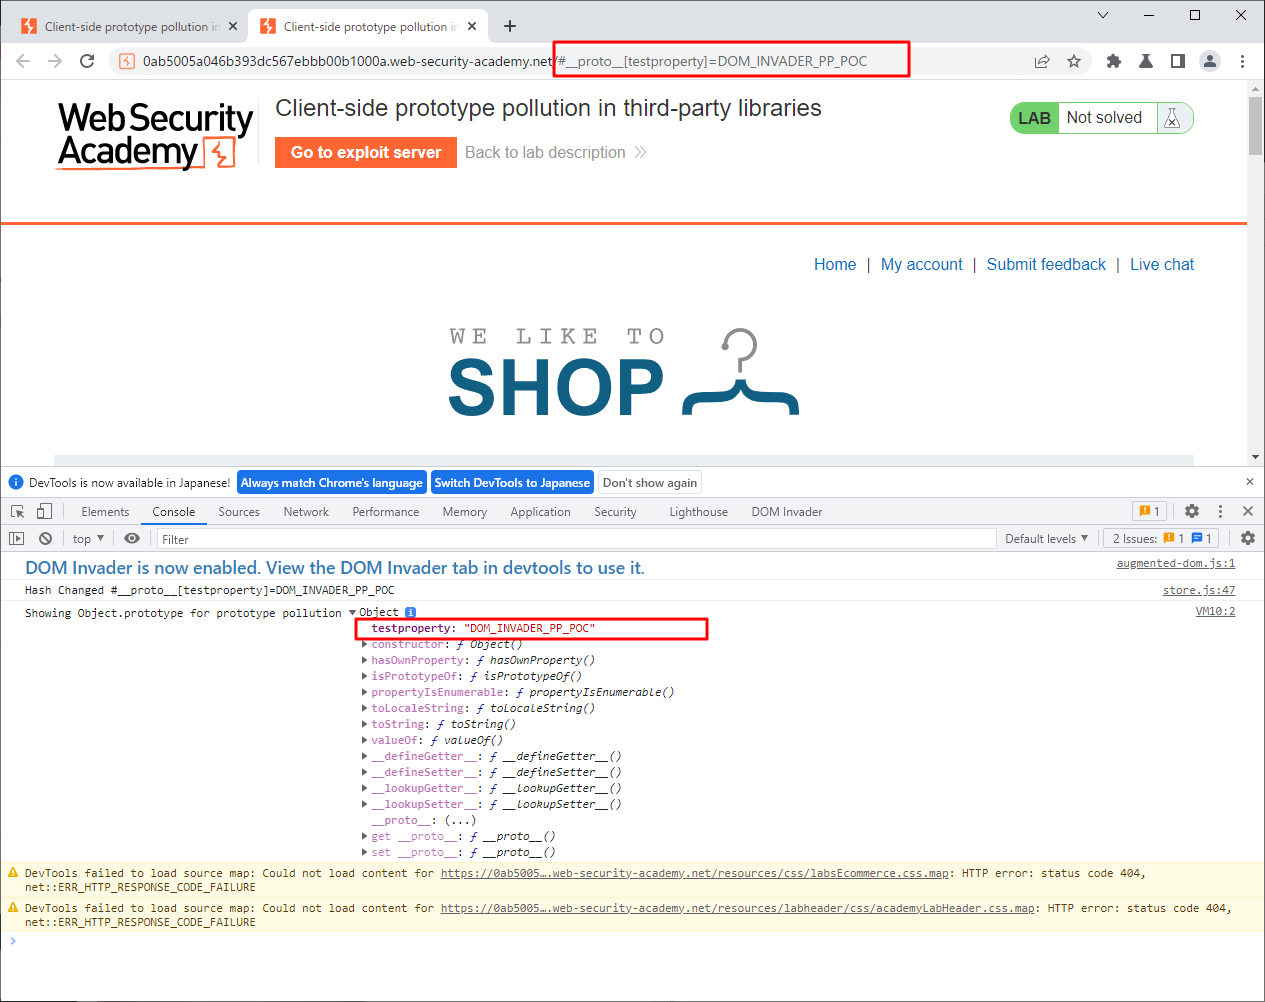 Client-side prototype pollution in
Client-side prototype pollution in
0ab5005a046b393dc567ebbb00b1000a.web-security-academy.net/#__proto__[testproperty]=DOM_INVADER_PP_POC
Web Security
Academy
Client-side prototype pollution in third-party libraries
Go to exploit server
Back to lab description
LAB
Not solved
Home | My account | Submit feedback | Live chat
WE LIKE TO
SHOP
DevTools is now available in Japanese!
Always match Chrome's language
Switch DevTools to Japanese
Don't show again
Elements Console Sources Network Performance Memory Application Security Lighthouse DOM Invader
1
top
Filter
Default levels
2 Issues: 1 1
DOM Invader is now enabled. View the DOM Invader tab in devtools to use it.
augmented-dom.js:1
Hash Changed #__proto__[testproperty]=DOM_INVADER_PP_POC
store.js:47
Showing Object.prototype for prototype pollution ▼Object i
VM10:2
testproperty: "DOM_INVADER_PP_POC"
constructor: ƒ Object()
hasOwnProperty: ƒ hasOwnProperty()
isPrototypeOf: ƒ isPrototypeOf()
propertyIsEnumerable: ƒ propertyIsEnumerable()
toLocaleString: ƒ toLocaleString()
toString: ƒ toString()
valueOf: ƒ valueOf()
__defineGetter__: ƒ __defineGetter__()
__defineSetter__: ƒ __defineSetter__()
__lookupGetter__: ƒ __lookupGetter__()
__lookupSetter__: ƒ __lookupSetter__()
__proto__: (...)
get __proto__: ƒ __proto__()
set __proto__: ƒ __proto__()
DevTools failed to load source map: Could not load content for https://0ab5005….web-security-academy.net/resources/css/labsEcommerce.css.map: HTTP error: status code 404,
net::ERR_HTTP_RESPONSE_CODE_FAILURE
DevTools failed to load source map: Could not load content for https://0ab5005….web-security-academy.net/resources/labheader/css/academyLabHeader.css.map: HTTP error: status code 404,
net::ERR_HTTP_RESPONSE_CODE_FAILURE